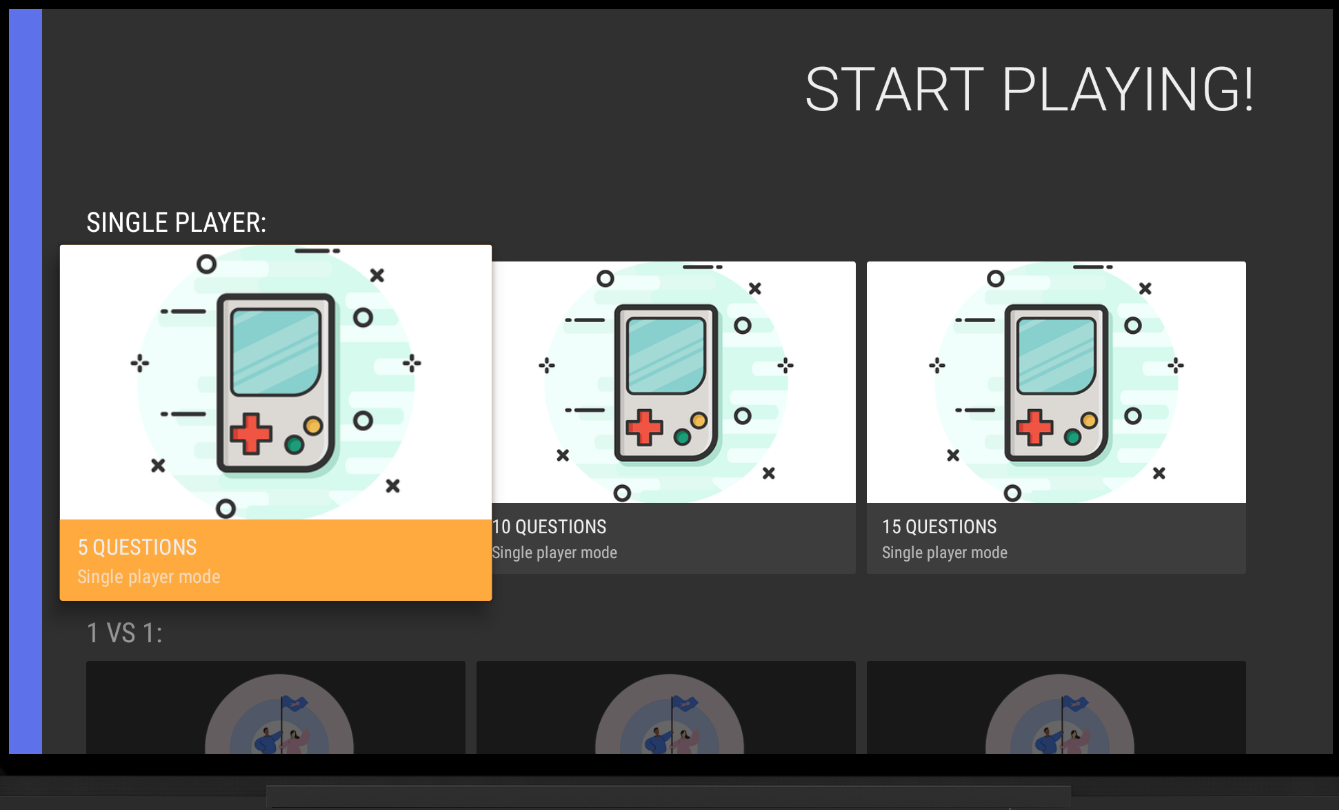 START PLAYING!
SINGLE PLAYER:
5 QUESTIONS
Single player mode
10 QUESTIONS
Single player mode
15 QUESTIONS
Single player mode
1 VS 1: